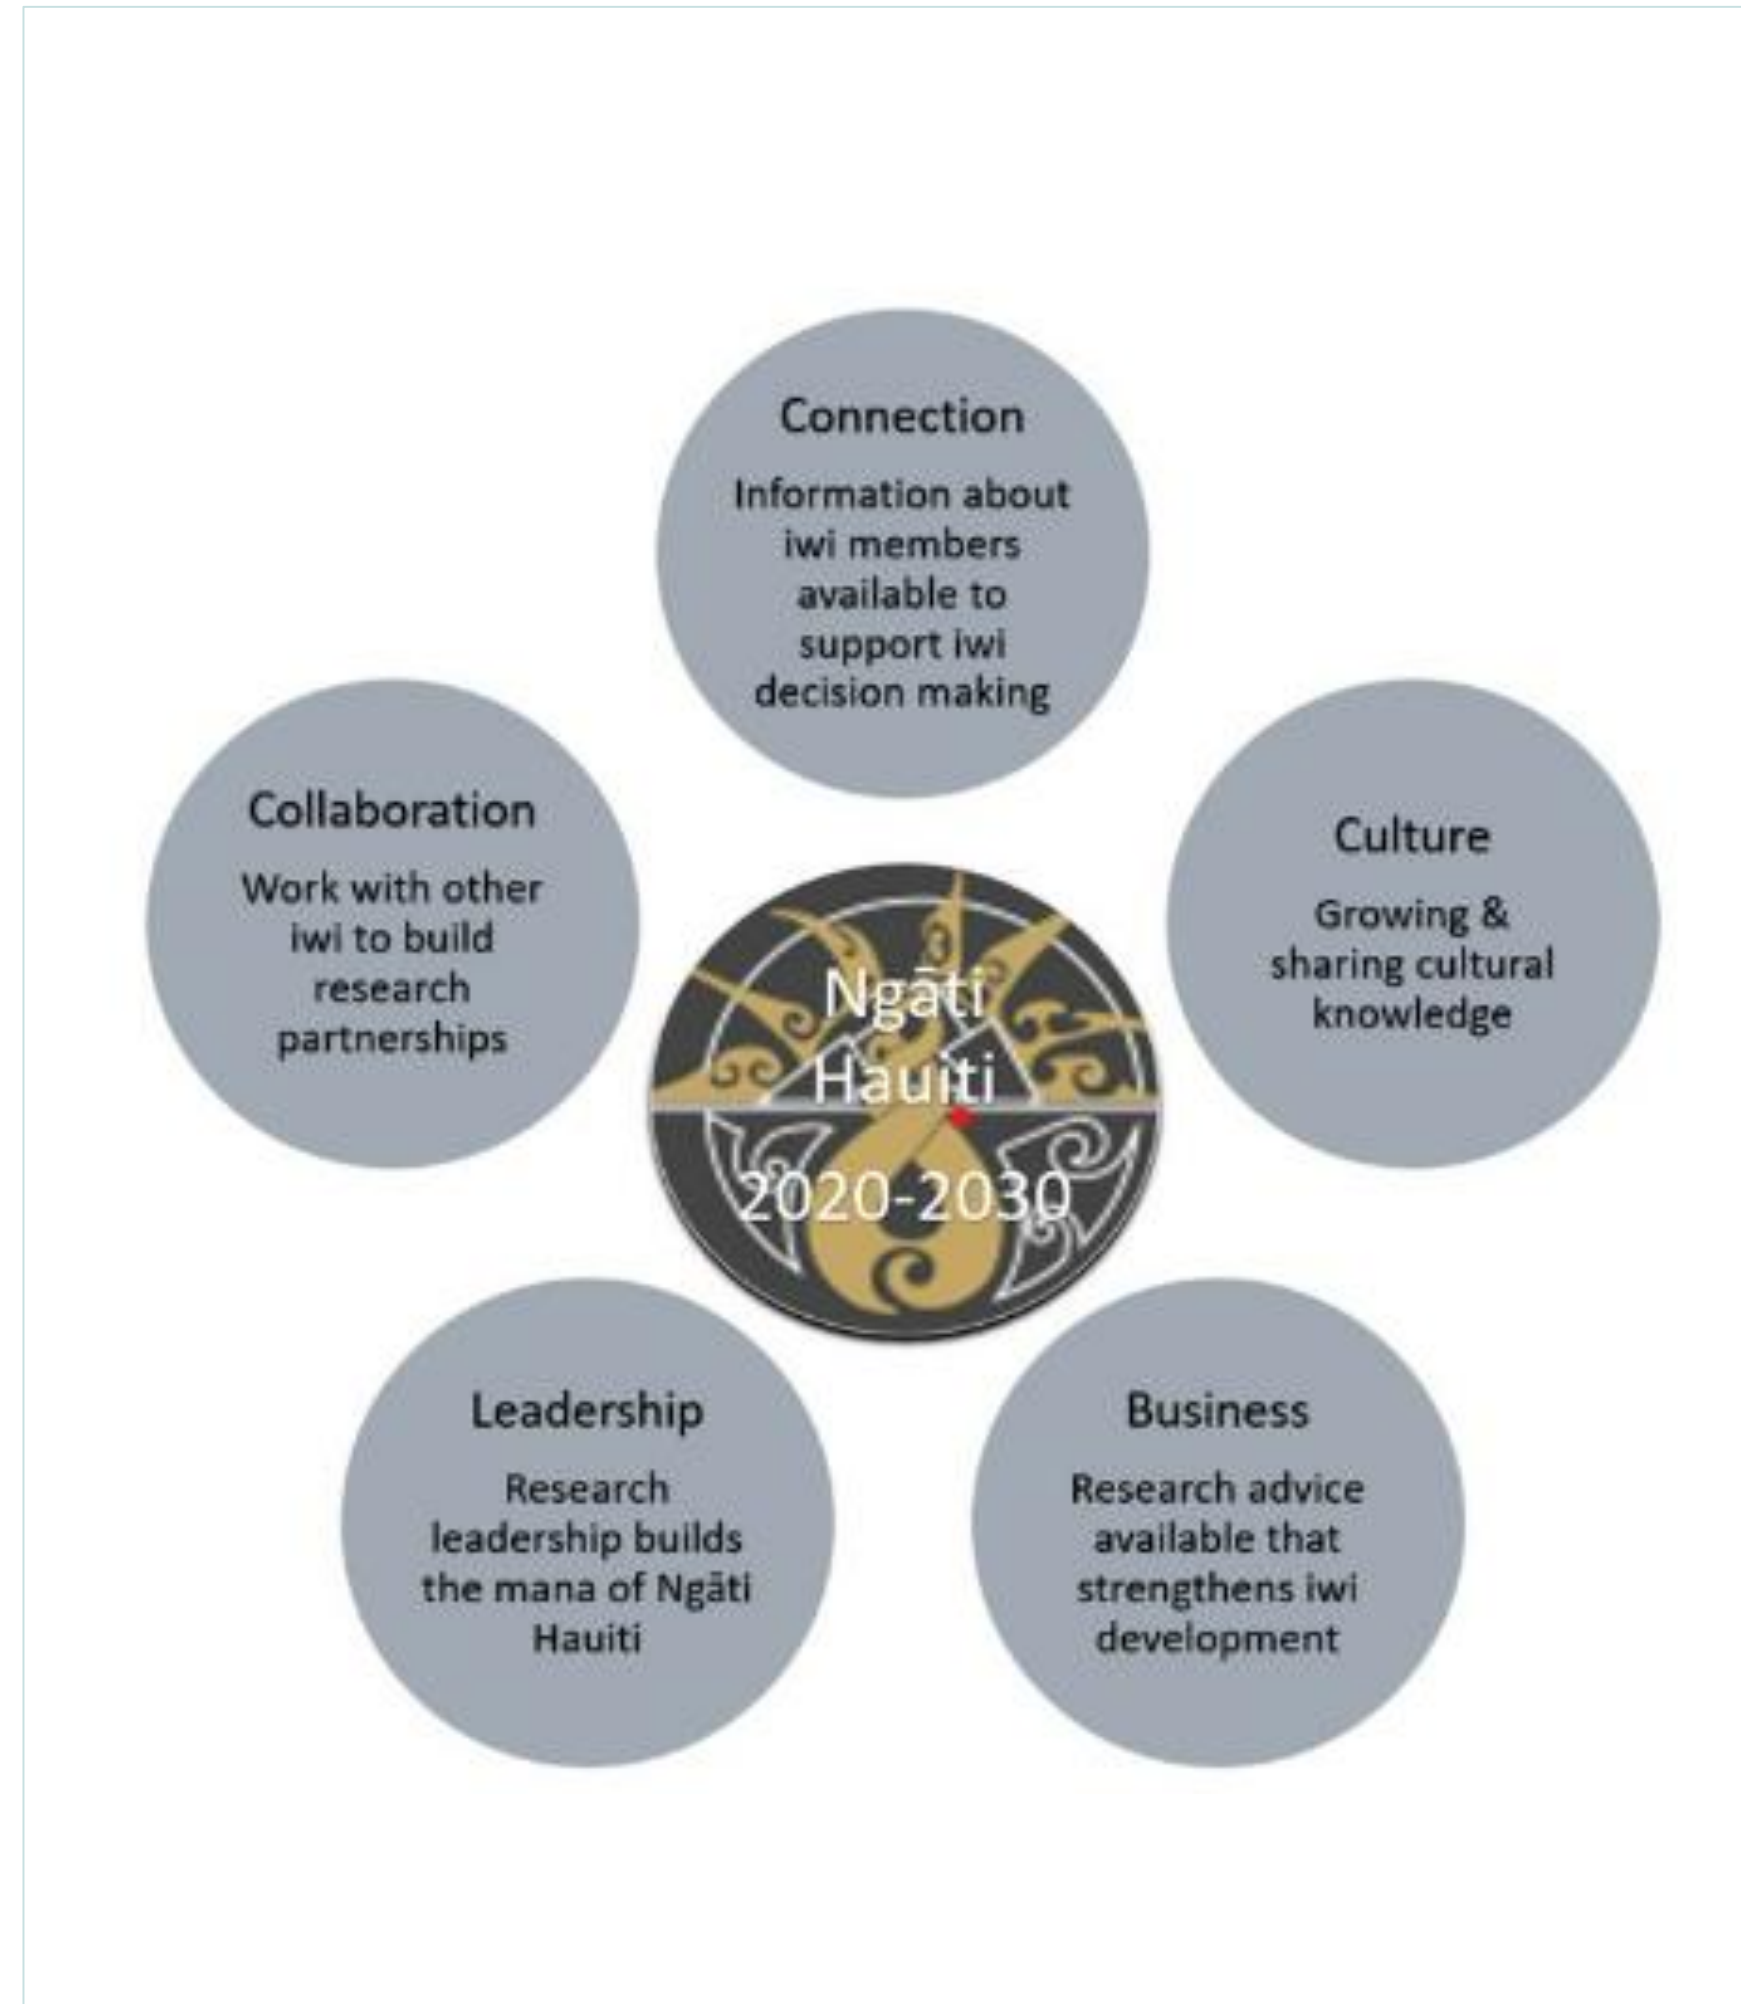 Connection
Information about
iwi members
available to
support iwi
decision making
Culture
Growing &
sharing cultural
knowledge
Business
Research advice
available that
strengthens iwi
development
Leadership
Research
leadership builds
the mana of Ngāti
Hauiti
Collaboration
Work with other
iwi to build
research
partnerships
Ngāti
Hauiti
2020-2030